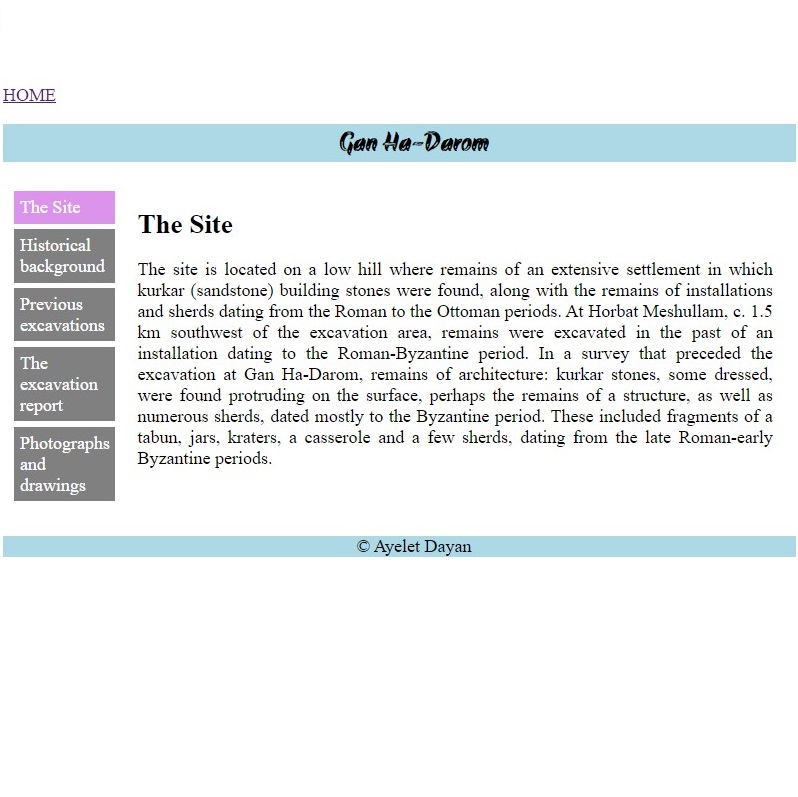 HOME
Gan Ha-Darom
The Site
Historical
background
Previous
excavations
The
excavation
report
Photographs
and
drawings
The Site
The site is located on a low hill where remains of an extensive settlement in which
kurkar (sandstone) building stones were found, along with the remains of installations
and sherds dating from the Roman to the Ottoman periods. At Horbat Meshullam, c. 1.5
km southwest of the excavation area, remains were excavated in the past of an
installation dating to the Roman-Byzantine period. In a survey that preceded the
excavation at Gan Ha-Darom, remains of architecture: kurkar stones, some dressed,
were found protruding on the surface, perhaps the remains of a structure, as well as
numerous sherds, dated mostly to the Byzantine period. These included fragments of a
tabun, jars, kraters, a casserole and a few sherds, dating from the late Roman-early
Byzantine periods.
© Ayelet Dayan